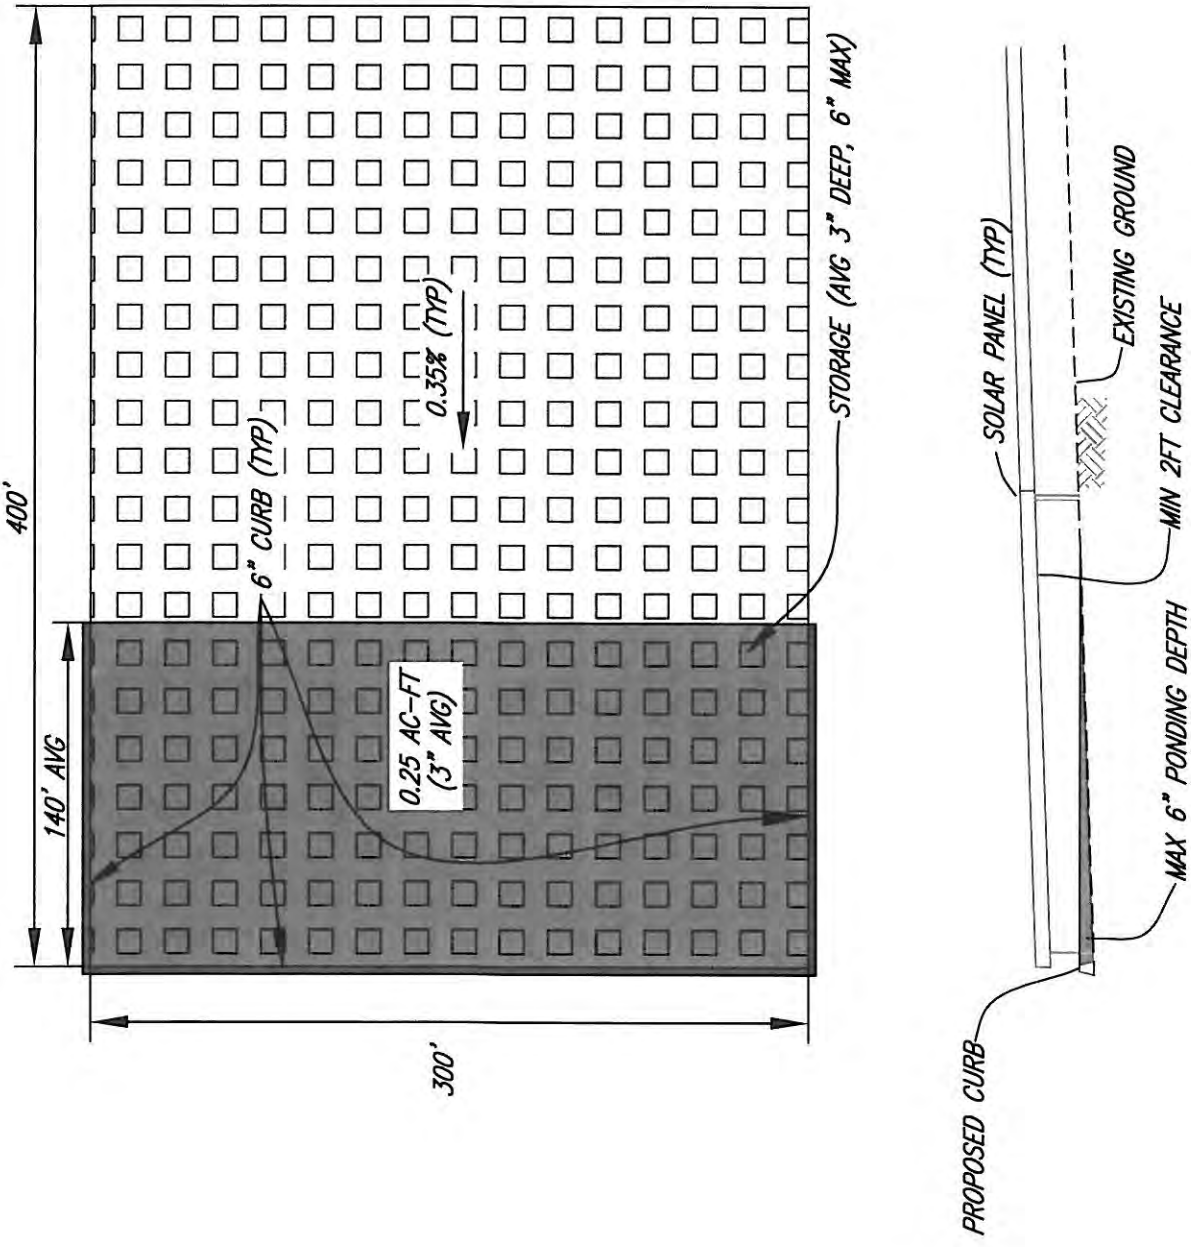 400'
140' AVG
6" CURB (TYP)
0.35% (TYP)
0.25 AC-FT
(3" AVG)
300'
STORAGE (AVG 3" DEEP, 6" MAX)
SOLAR PANEL (TYP)
EXISTING GROUND
MIN 2FT CLEARANCE
MAX 6" PONDING DEPTH
PROPOSED CURB